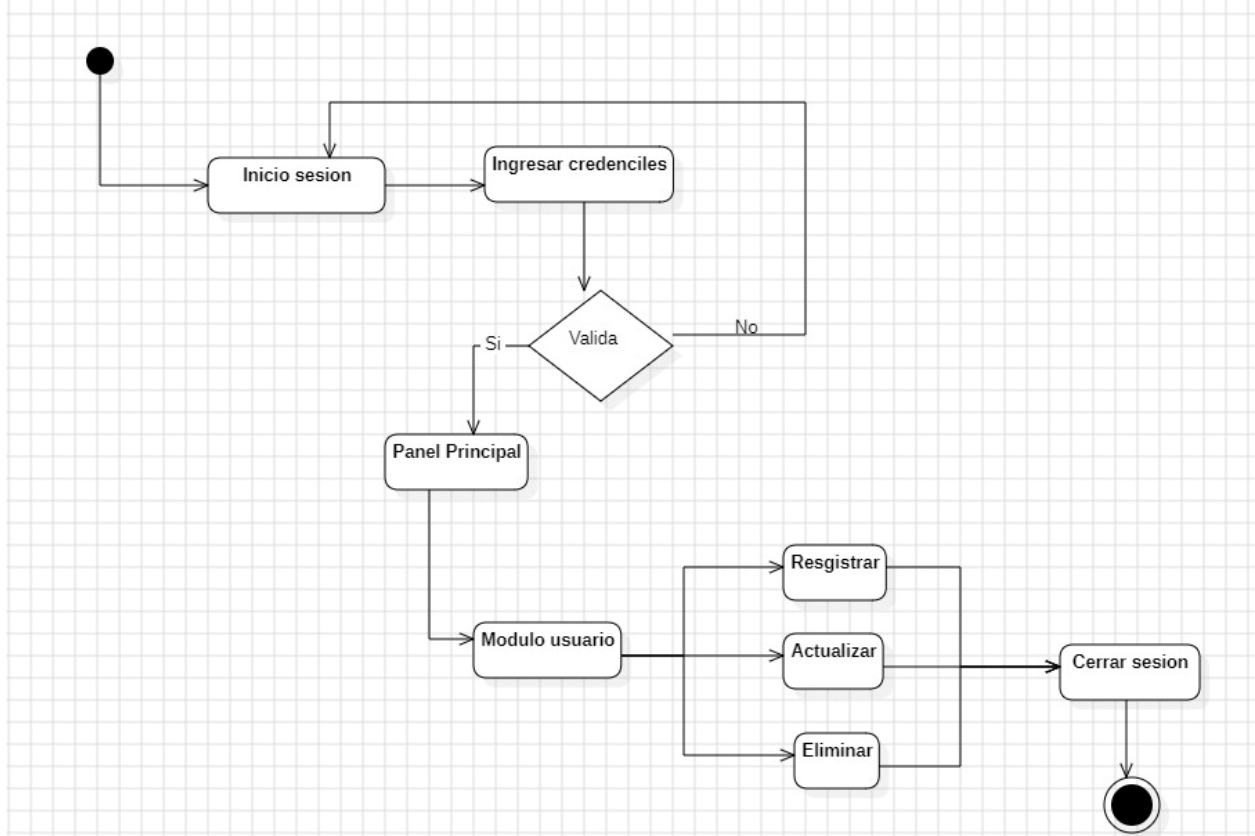 Inicio sesion
Ingresar credenciles
Valida
No
Si
Panel Principal
Resgistrar
Modulo usuario
Actualizar
Cerrar sesion
Eliminar